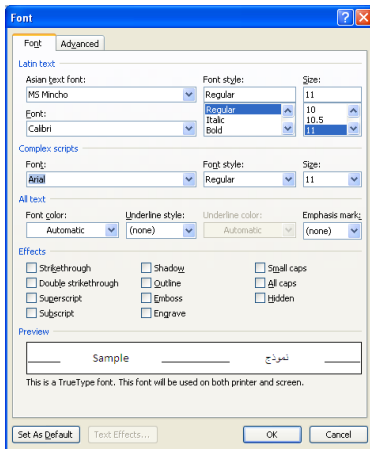 Font
Font Advanced
Latin text
Asian text font: Font style: Size:
MS Mincho Regular 11
Font: Regular 10
Calibri Italic 10.5
Bold 11
Complex scripts
Font: Font style: Size:
Arial Regular 11
All text
Font color: Underline style: Underline color: Emphasis mark:
Automatic (none) Automatic (none)
Effects
Strikethrough Shadow Small caps
Double strikethrough Outline All caps
Superscript Emboss Hidden
Subscript Engrave
Preview
Sample نموذج
This is a TrueType font. This font will be used on both printer and screen.
Set As Default Text Effects... OK Cancel